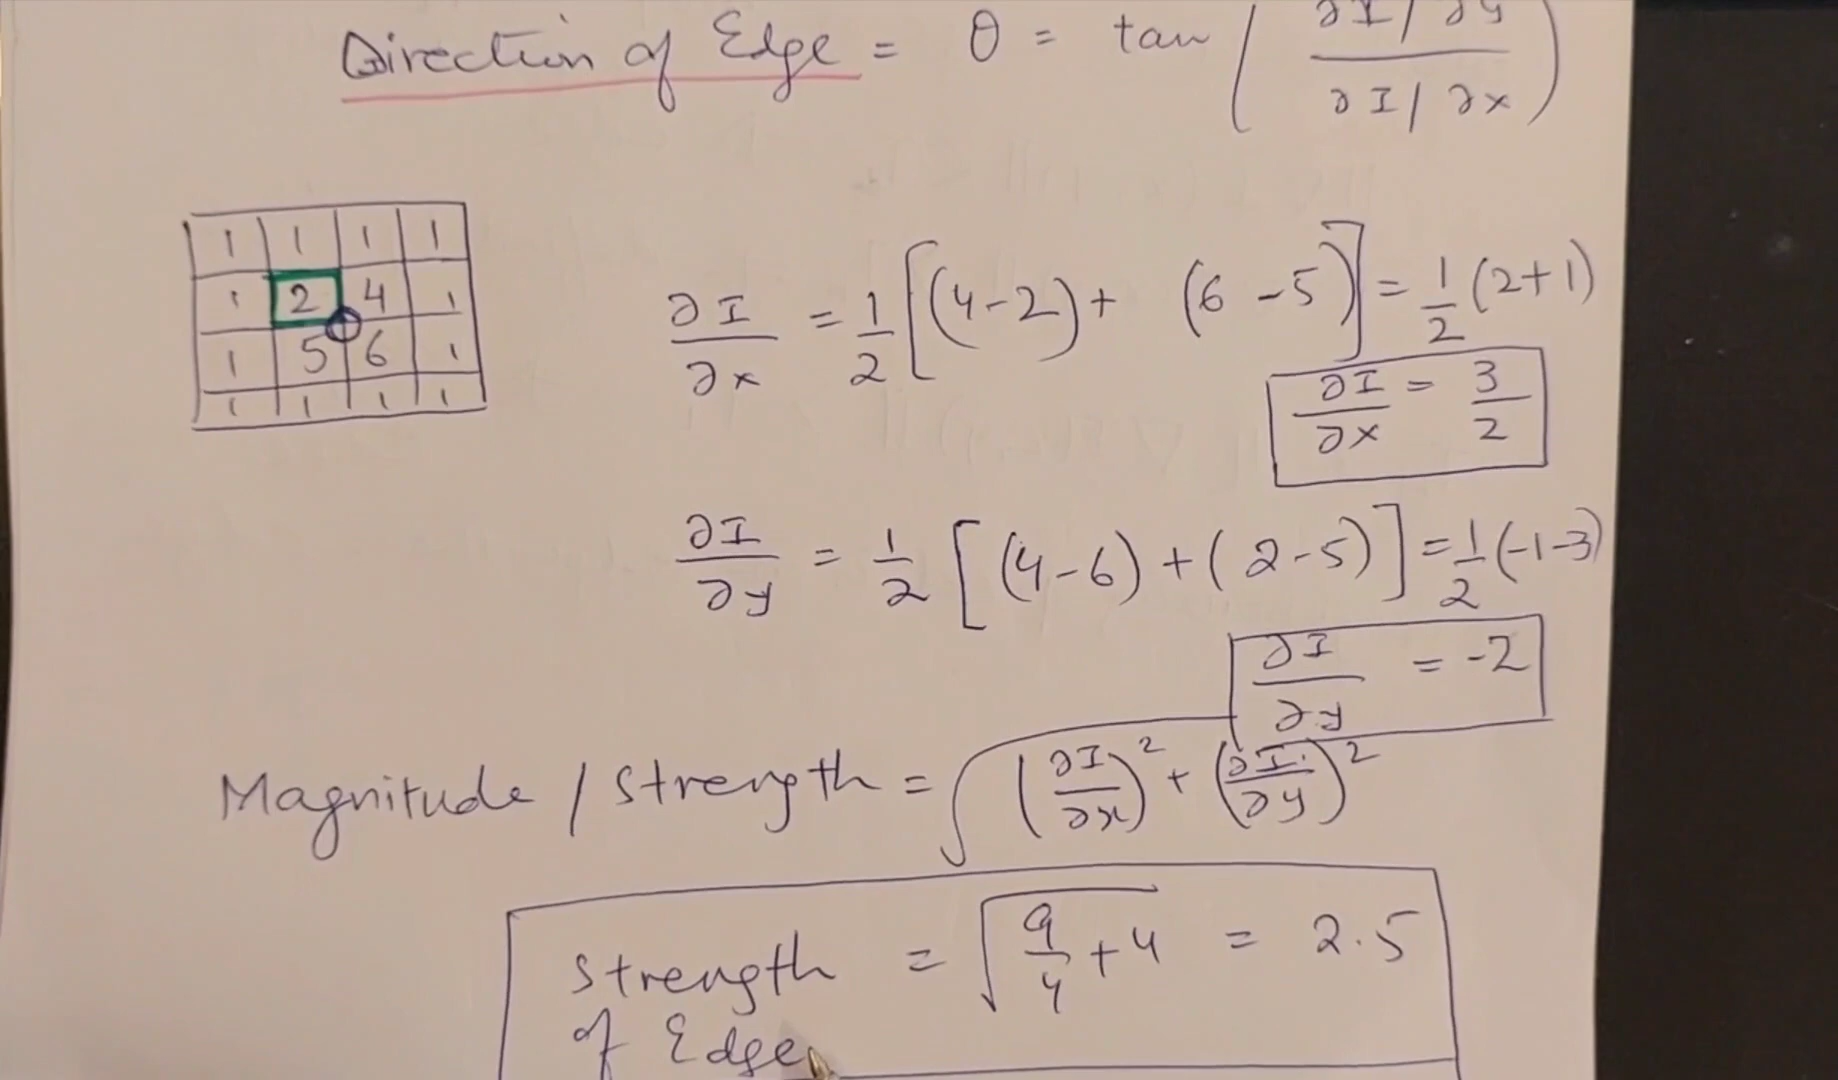 Direction of Edge = θ = tan ( ∂I/∂y / ∂I/∂x )
1 1 1 1
1 2 4 1
1 5 6 1
1 1 1 1
∂I/∂x = 1/2 [(4-2)+ (6-5)] = 1/2 (2+1)
∂I/∂x = 3/2
∂I/∂y = 1/2 [(4-6)+(2-5)] = 1/2 (-1-3)
∂I/∂y = -2
Magnitude / Strength = √ (∂I/∂x)² + (∂I/∂y)²
Strength = √ 9/4 + 4 = 2.5
of Edge